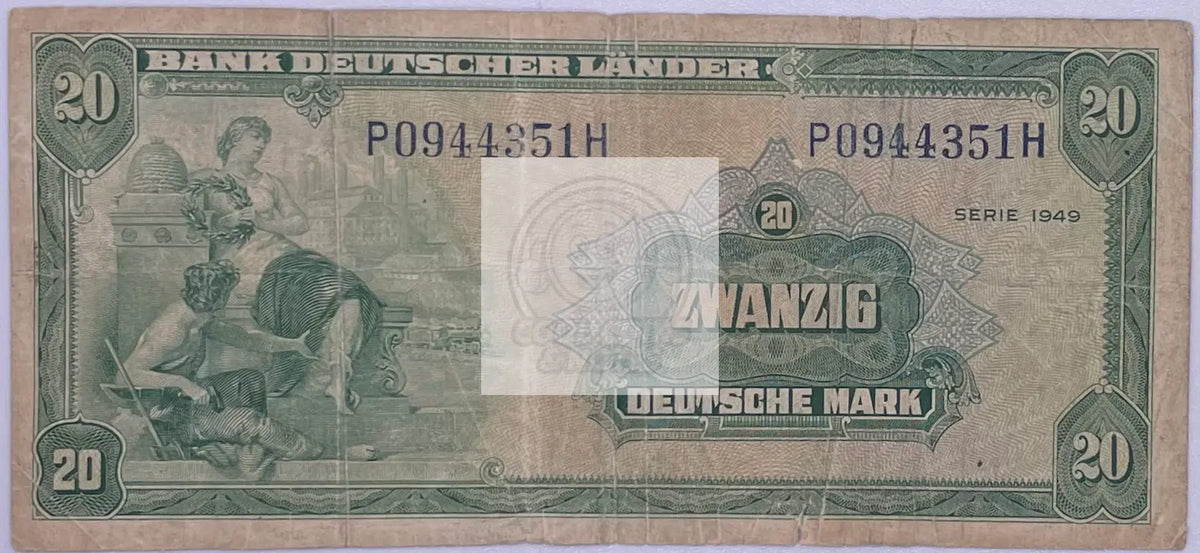 BANK DEUTSCHER LÄNDER
20
20
P0944351H
P0944351H
20
SERIE 1949
ZWANZIG
DEUTSCHE MARK
20
20